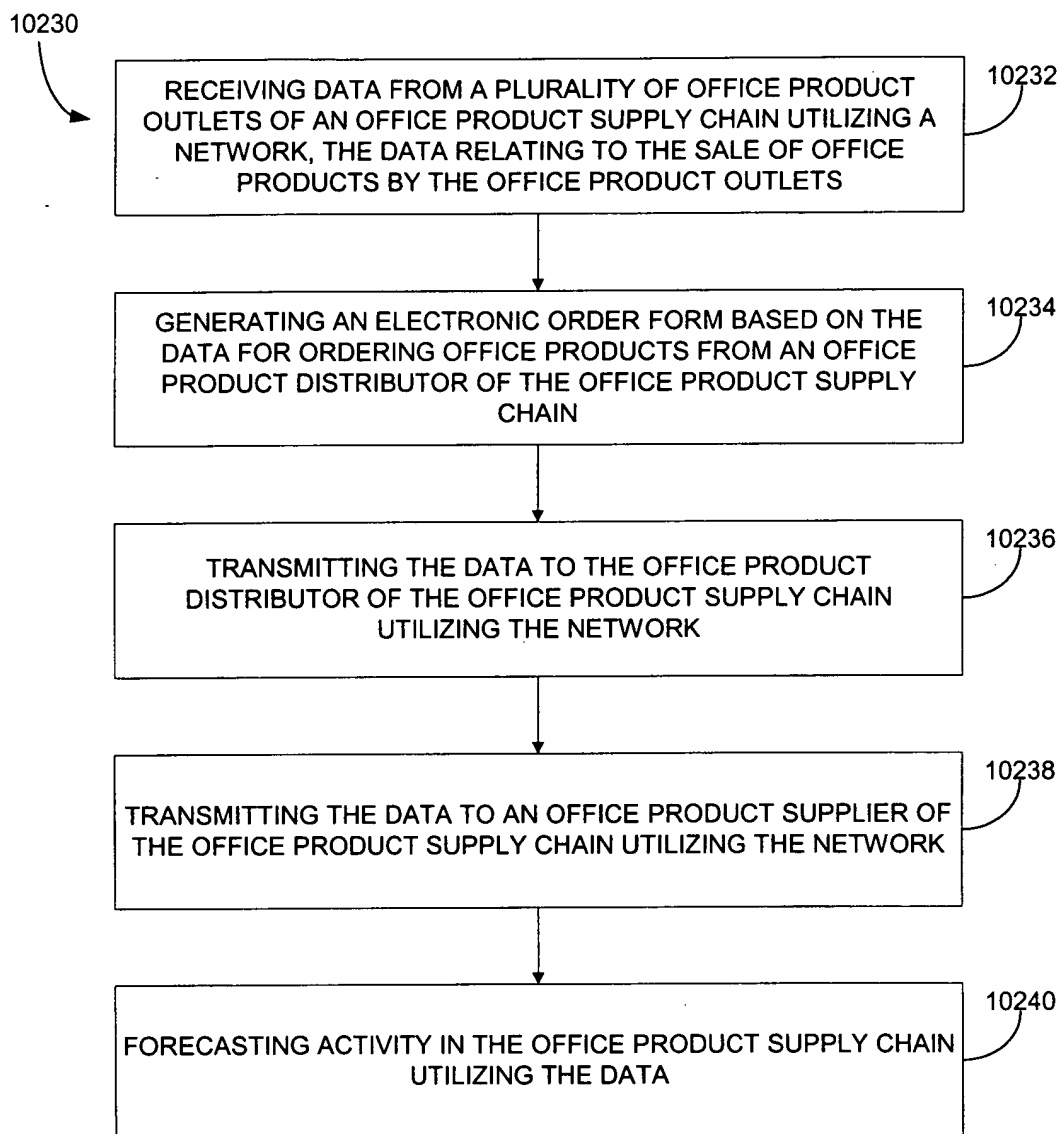 10230
10232
RECEIVING DATA FROM A PLURALITY OF OFFICE PRODUCT
OUTLETS OF AN OFFICE PRODUCT SUPPLY CHAIN UTILIZING A
NETWORK, THE DATA RELATING TO THE SALE OF OFFICE
PRODUCTS BY THE OFFICE PRODUCT OUTLETS
10234
GENERATING AN ELECTRONIC ORDER FORM BASED ON THE
DATA FOR ORDERING OFFICE PRODUCTS FROM AN OFFICE
PRODUCT DISTRIBUTOR OF THE OFFICE PRODUCT SUPPLY
CHAIN
10236
TRANSMITTING THE DATA TO THE OFFICE PRODUCT
DISTRIBUTOR OF THE OFFICE PRODUCT SUPPLY CHAIN
UTILIZING THE NETWORK
10238
TRANSMITTING THE DATA TO AN OFFICE PRODUCT SUPPLIER OF
THE OFFICE PRODUCT SUPPLY CHAIN UTILIZING THE NETWORK
10240
FORECASTING ACTIVITY IN THE OFFICE PRODUCT SUPPLY CHAIN
UTILIZING THE DATA